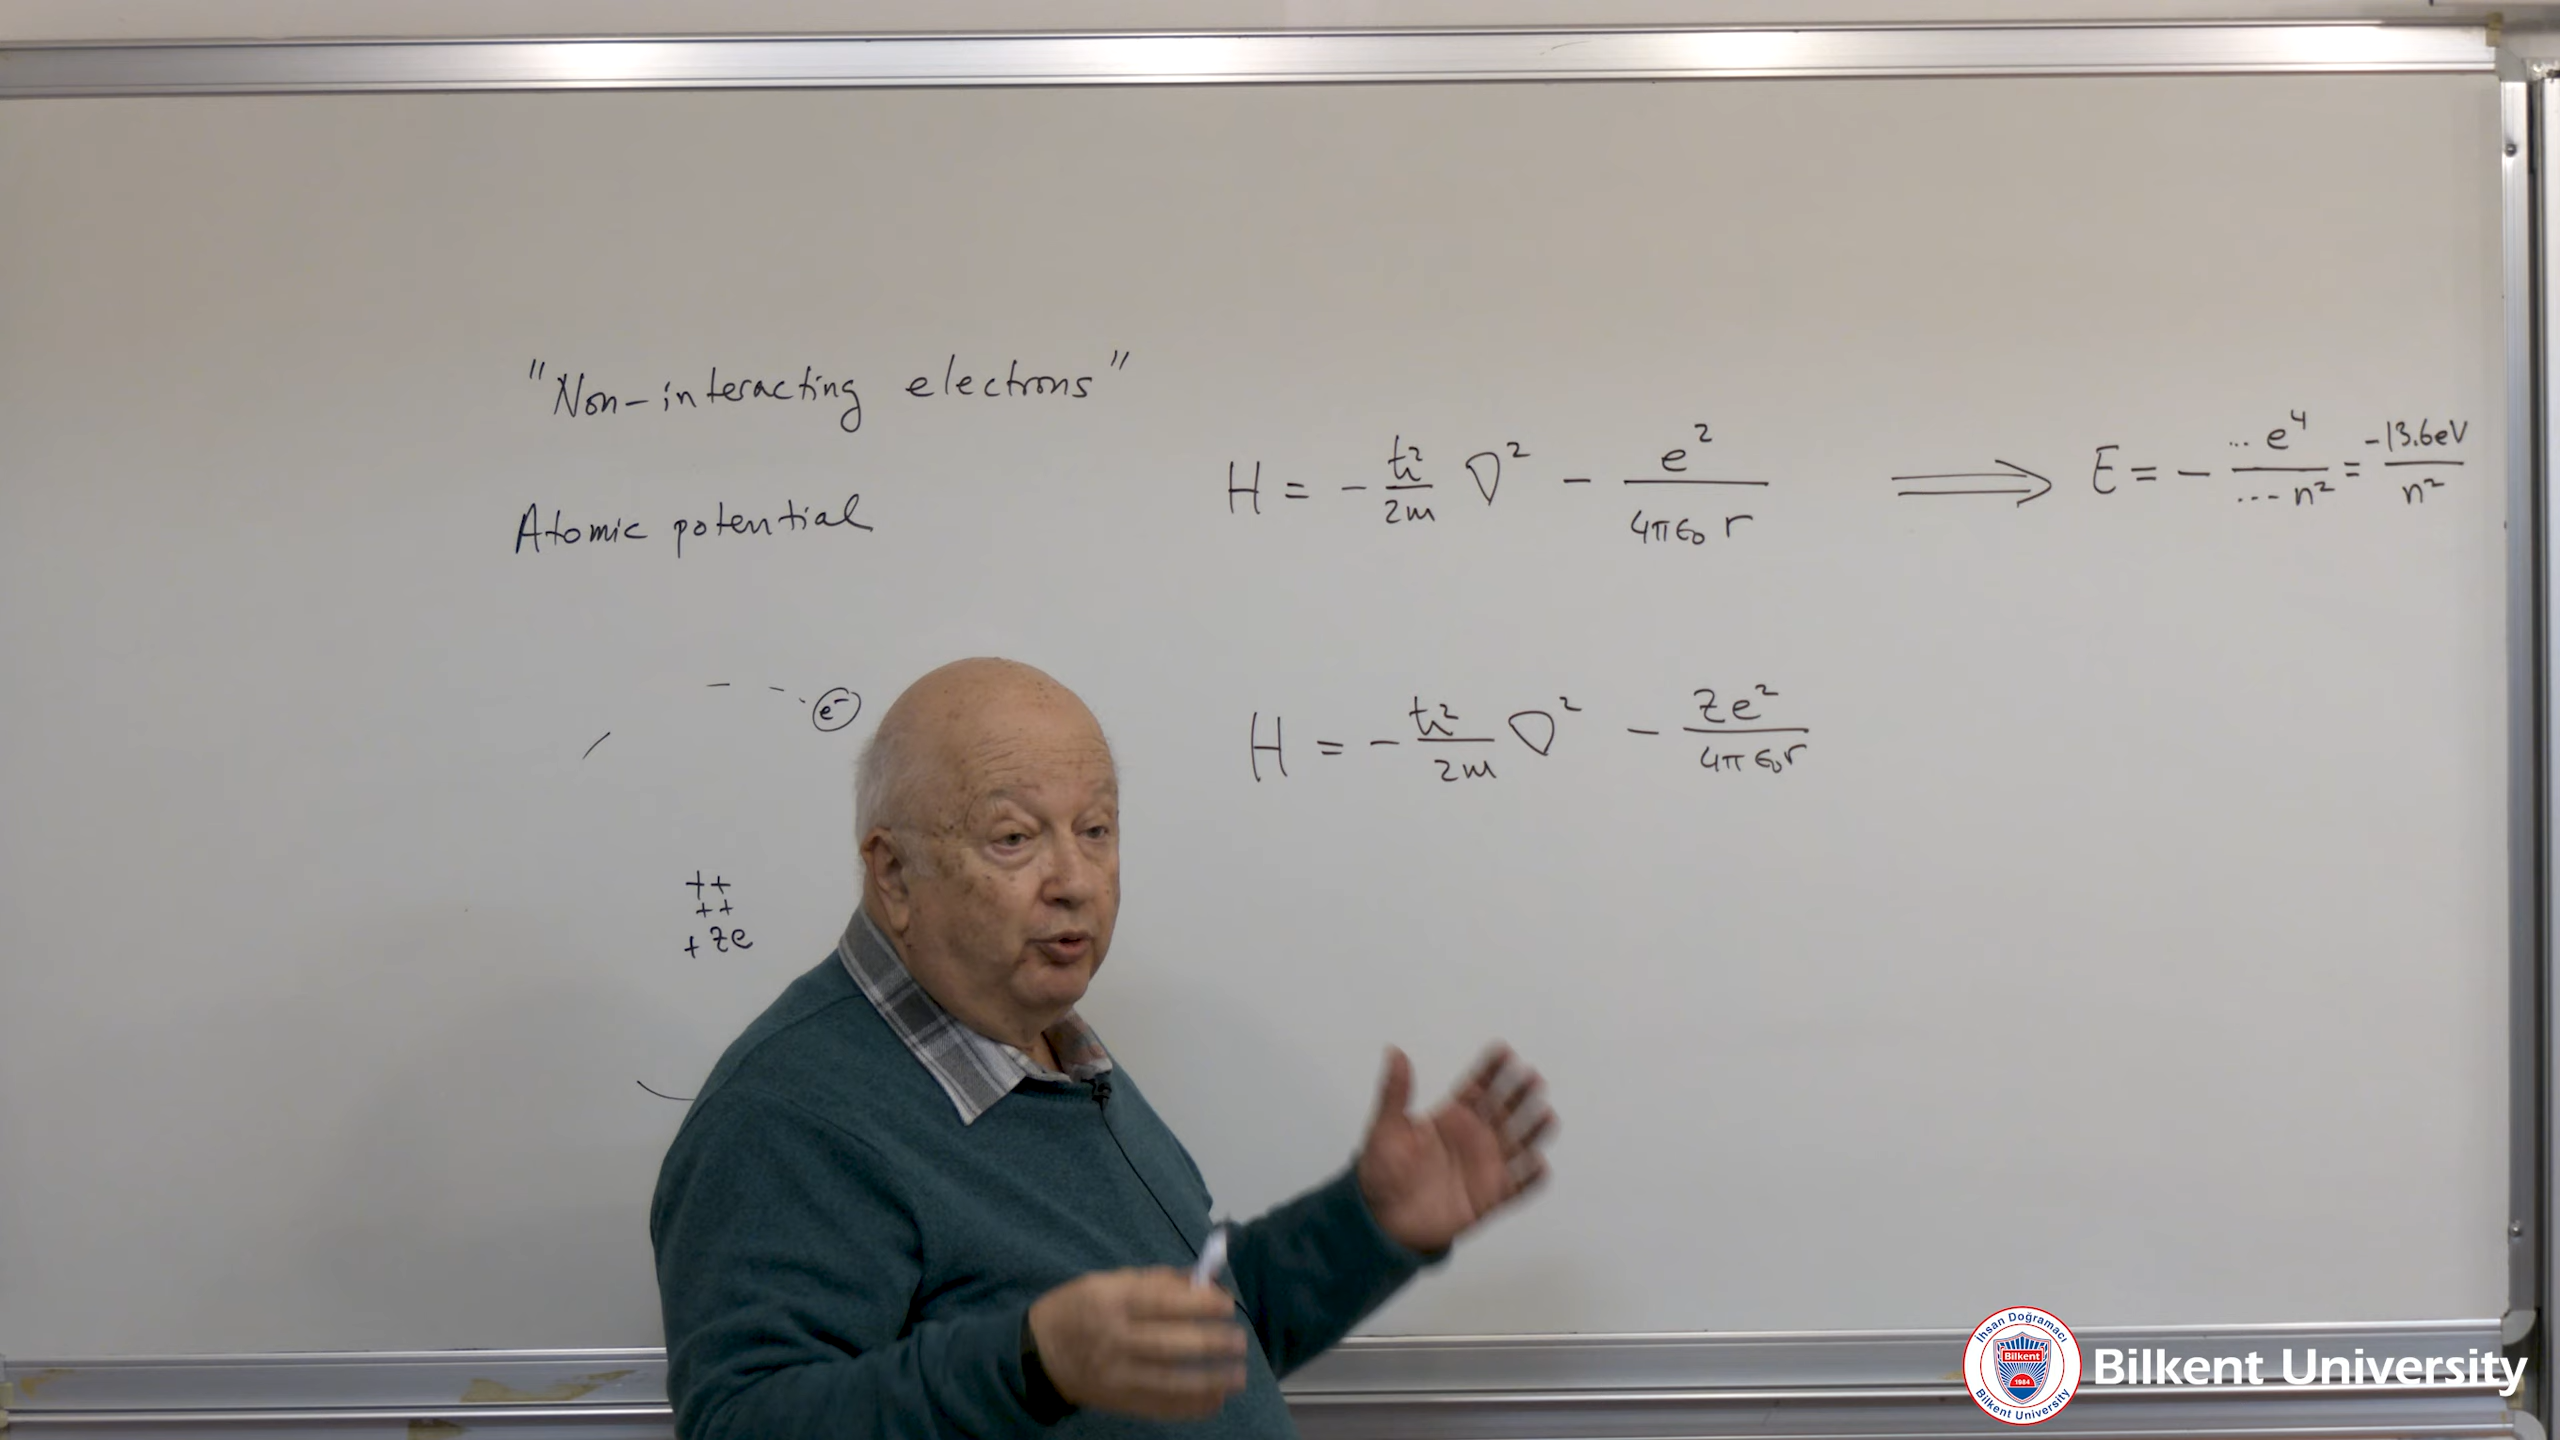 "Non-interacting electrons"
Atomic potential
H = - ℏ²/2m ∇² - e²/4πϵ₀ r ⟹ E = - ... e⁴/... n² = -13.6eV/n²
e⁻
H = - ℏ²/2m ∇² - Ze²/4πϵ₀r
++
++
+Ze
İhsan Doğramacı
Bilkent
1984
Bilkent University
Bilkent University